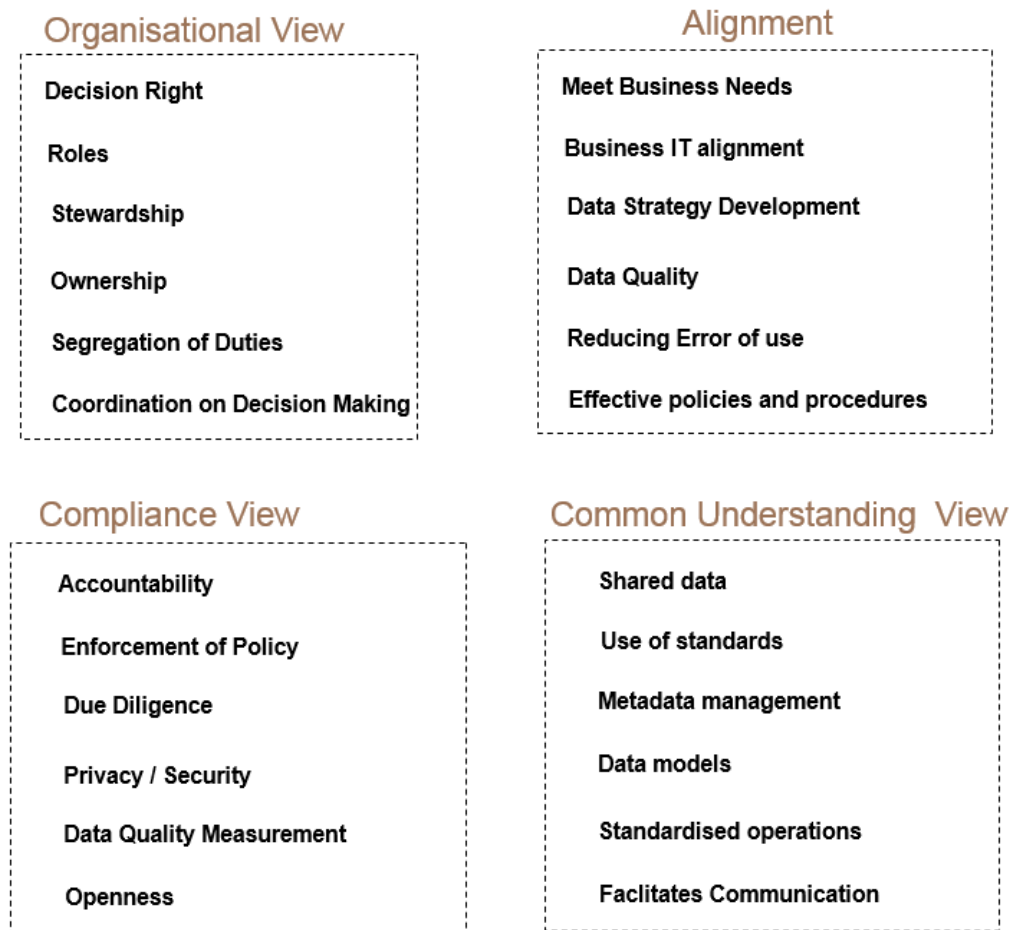 Organisational View
Decision Right
Roles
Stewardship
Ownership
Segregation of Duties
Coordination on Decision Making
Alignment
Meet Business Needs
Business IT alignment
Data Strategy Development
Data Quality
Reducing Error of use
Effective policies and procedures
Compliance View
Accountability
Enforcement of Policy
Due Diligence
Privacy / Security
Data Quality Measurement
Openness
Common Understanding View
Shared data
Use of standards
Metadata management
Data models
Standardised operations
Faclitates Communication